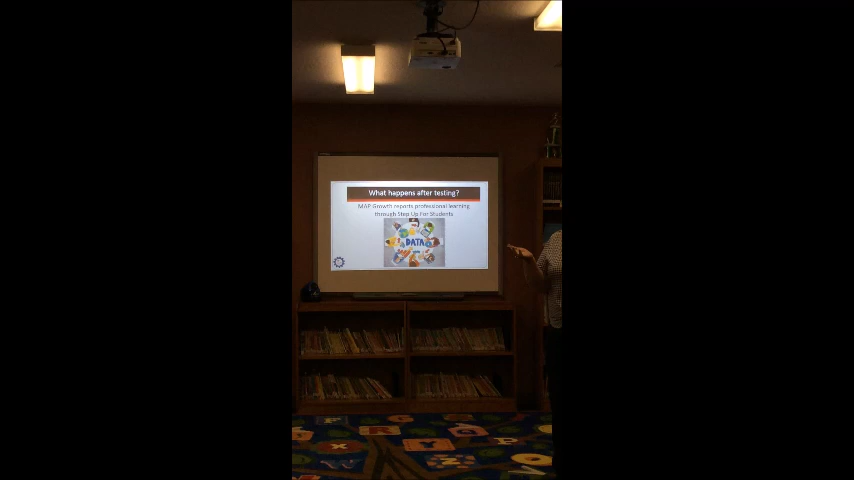 What happens after testing?
MAP Growth reports professional learning
through Step Up For Students
DATA
R
Y
X
B
W
N